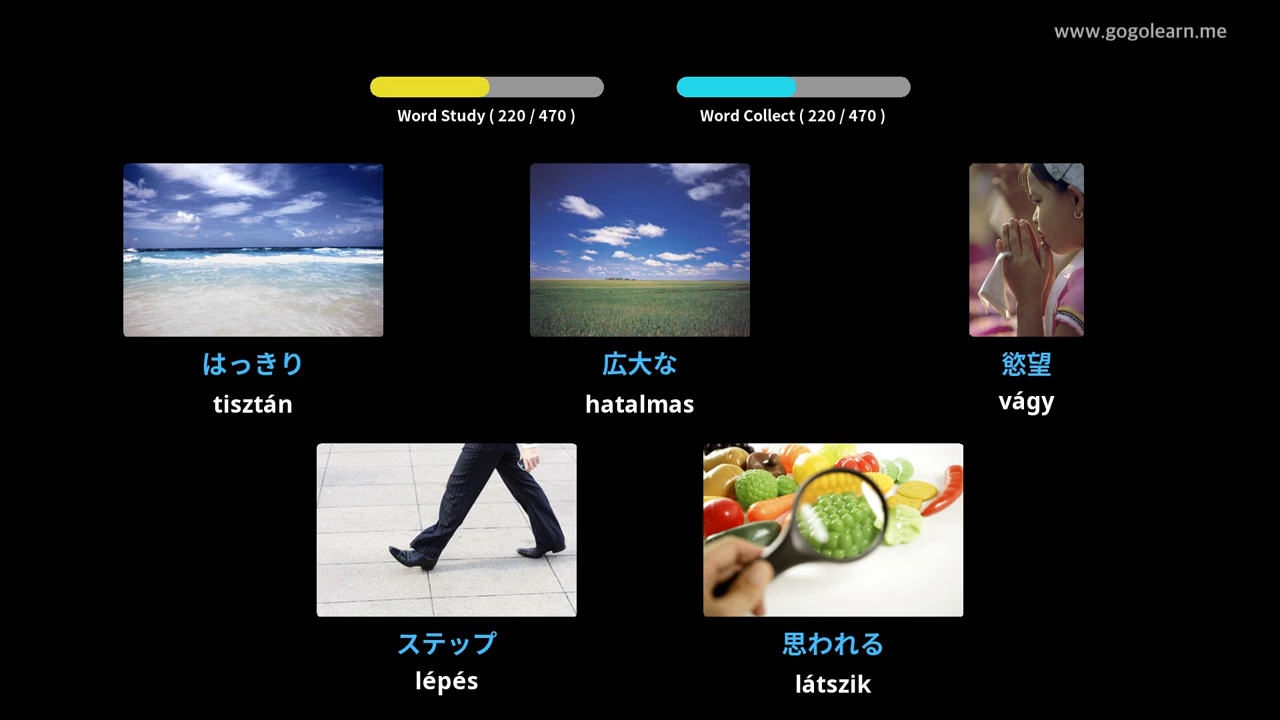 www.gogolearn.me
Word Study ( 220 / 470 )
Word Collect ( 220 / 470 )
はっきり
tisztán
広大な
hatalmas
慾望
vágy
ステップ
lépés
思われる
látszik